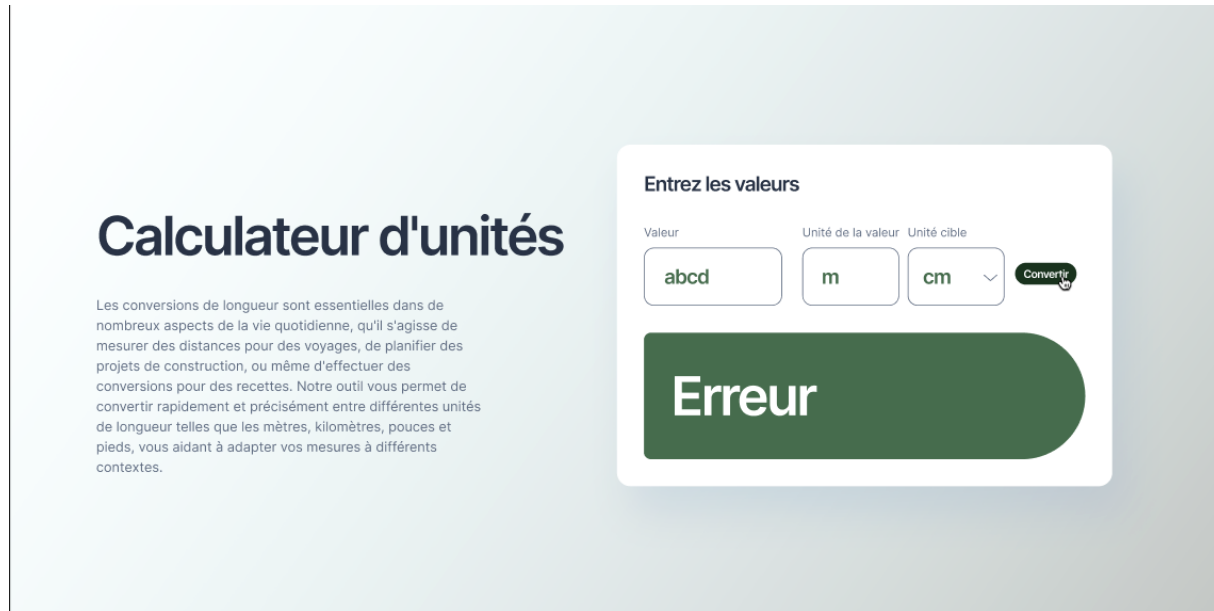 Calculateur d'unités
Les conversions de longueur sont essentielles dans de
nombreux aspects de la vie quotidienne, qu'il s'agisse de
mesurer des distances pour des voyages, de planifier des
projets de construction, ou même d'effectuer des
conversions pour des recettes. Notre outil vous permet de
convertir rapidement et précisément entre différentes unités
de longueur telles que les mètres, kilomètres, pouces et
pieds, vous aidant à adapter vos mesures à différents
contextes.
Entrez les valeurs
Valeur Unité de la valeur Unité cible
abcd m cm Convertir
Erreur